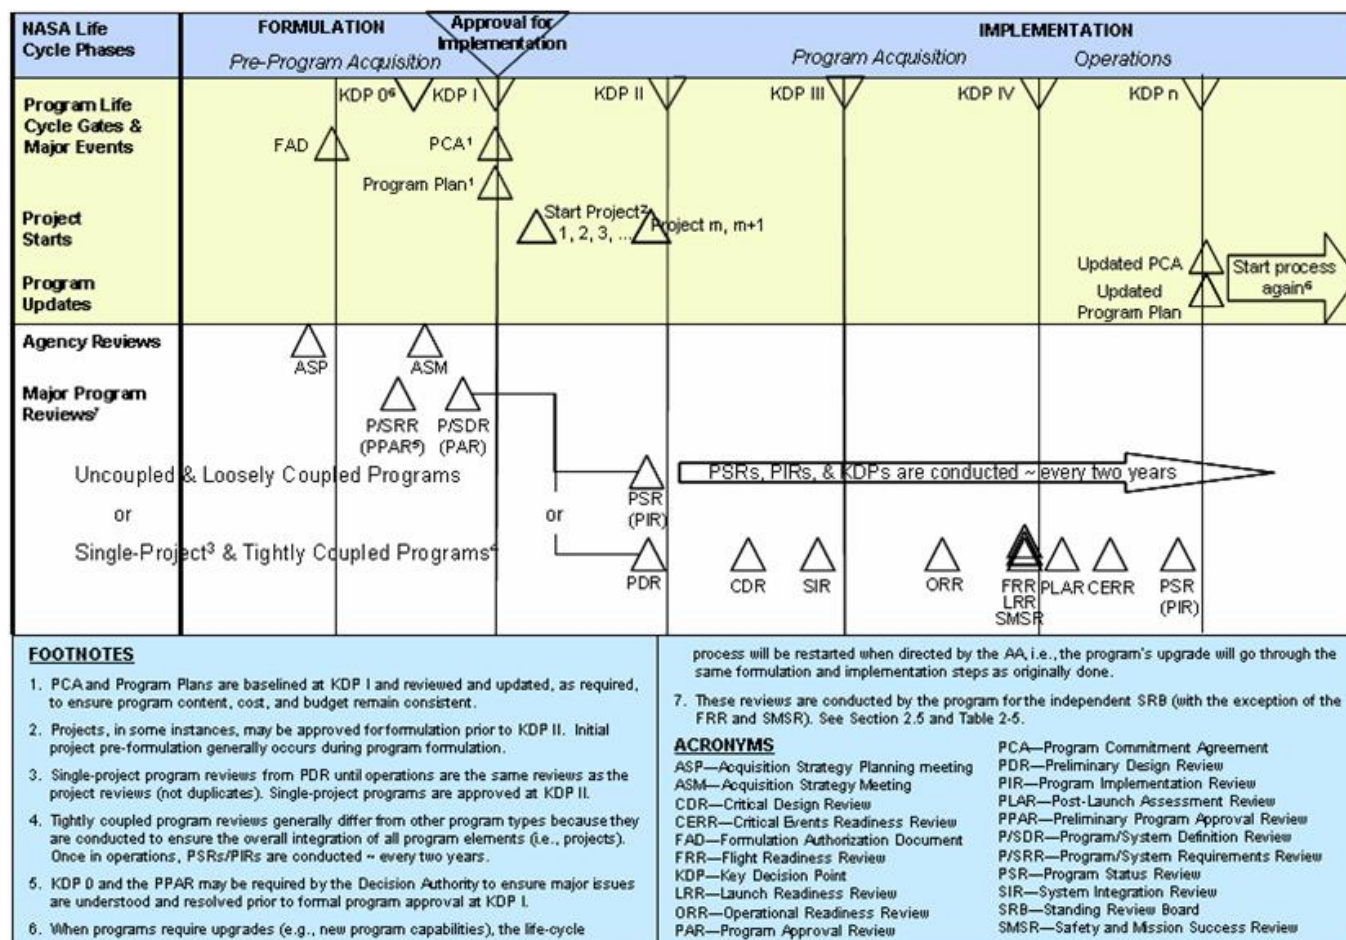 NASA Life
Cycle Phases
FORMULATION
Pre-Program Acquisition
Approval for
Implementation
IMPLEMENTATION
Program Acquisition
Operations
Program Life
Cycle Gates &
Major Events
KDP 0⁶
KDP I
KDP II
KDP III
KDP IV
KDP n
FAD
PCA¹
Program Plan¹
Project
Starts
Start Project²
1, 2, 3, ...
Project m, m+1
Program
Updates
Updated PCA
Updated
Program Plan
Start process
again⁶
Agency Reviews
ASP
ASM
Major Program
Reviews⁷
P/SRR
(PPAR⁵)
P/SDR
(PAR)
Uncoupled & Loosely Coupled Programs
or
Single-Project³ & Tightly Coupled Programs⁴
or
PSR
(PIR)
PSRs, PIRs, & KDPs are conducted ~ every two years
PDR
CDR
SIR
ORR
FRR
LRR
SMSR
PLAR
CERR
PSR
(PIR)
FOOTNOTES
1. PCA and Program Plans are baselined at KDP I and reviewed and updated, as required,
to ensure program content, cost, and budget remain consistent.
2. Projects, in some instances, may be approved for formulation prior to KDP II. Initial
project pre-formulation generally occurs during program formulation.
3. Single-project program reviews from PDR until operations are the same reviews as the
project reviews (not duplicates). Single-project programs are approved at KDP II.
4. Tightly coupled program reviews generally differ from other program types because they
are conducted to ensure the overall integration of all program elements (i.e., projects).
Once in operations, PSRs/PIRs are conducted ~ every two years.
5. KDP 0 and the PPAR may be required by the Decision Authority to ensure major issues
are understood and resolved prior to formal program approval at KDP I.
6. When programs require upgrades (e.g., new program capabilities), the life-cycle
process will be restarted when directed by the AA, i.e., the program's upgrade will go through the
same formulation and implementation steps as originally done.
7. These reviews are conducted by the program for the independent SRB (with the exception of the
FRR and SMSR). See Section 2.5 and Table 2-5.
ACRONYMS
ASP—Acquisition Strategy Planning meeting
ASM—Acquisition Strategy Meeting
CDR—Critical Design Review
CERR—Critical Events Readiness Review
FAD—Formulation Authorization Document
FRR—Flight Readiness Review
KDP—Key Decision Point
LRR—Launch Readiness Review
ORR—Operational Readiness Review
PAR—Program Approval Review
PCA—Program Commitment Agreement
PDR—Preliminary Design Review
PIR—Program Implementation Review
PLAR—Post-Launch Assessment Review
PPAR—Preliminary Program Approval Review
P/SDR—Program/System Definition Review
P/SRR—Program/System Requirements Review
PSR—Program Status Review
SIR—System Integration Review
SRB—Standing Review Board
SMSR—Safety and Mission Success Review